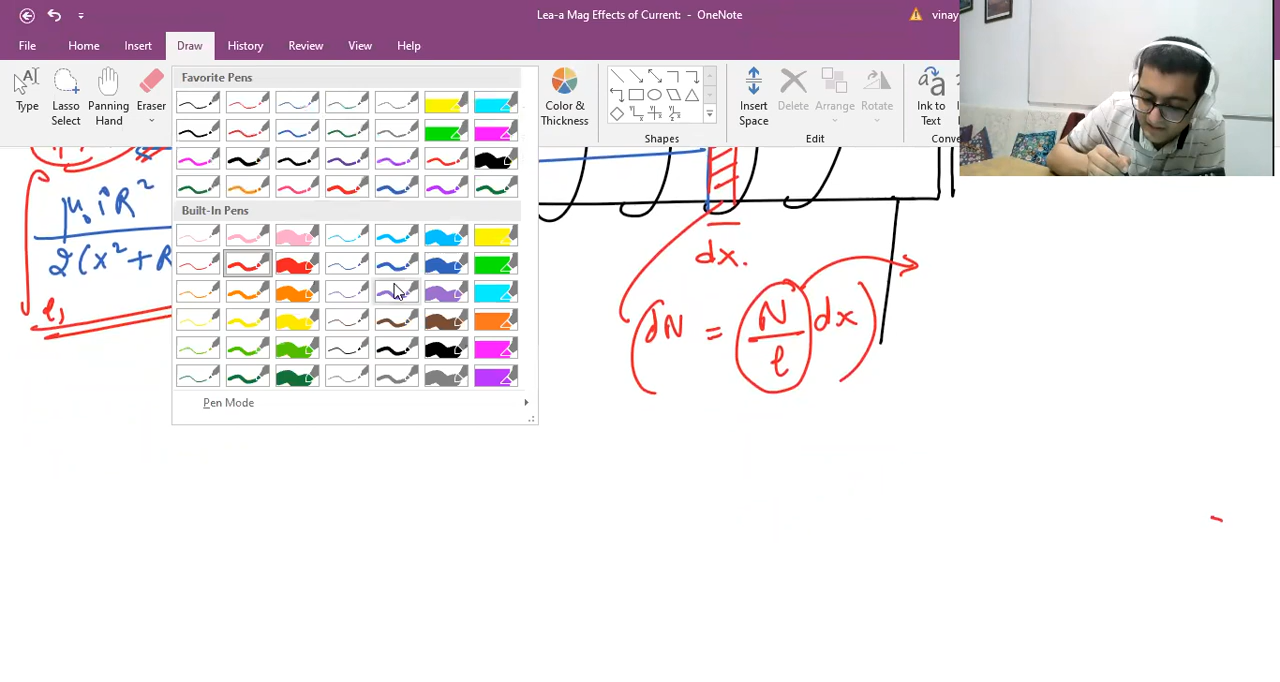 Lea-a Mag Effects of Current: - OneNote
vinay
File Home Insert Draw History Review View Help
Favorite Pens
Built-In Pens
Pen Mode
Type
Lasso Select
Panning Hand
Eraser
Color & Thickness
Shapes
Insert Space
Delete
Arrange
Rotate
Edit
Ink to Text
μ₀ i R²
2(x² +
dx.
(dN = N/l dx)